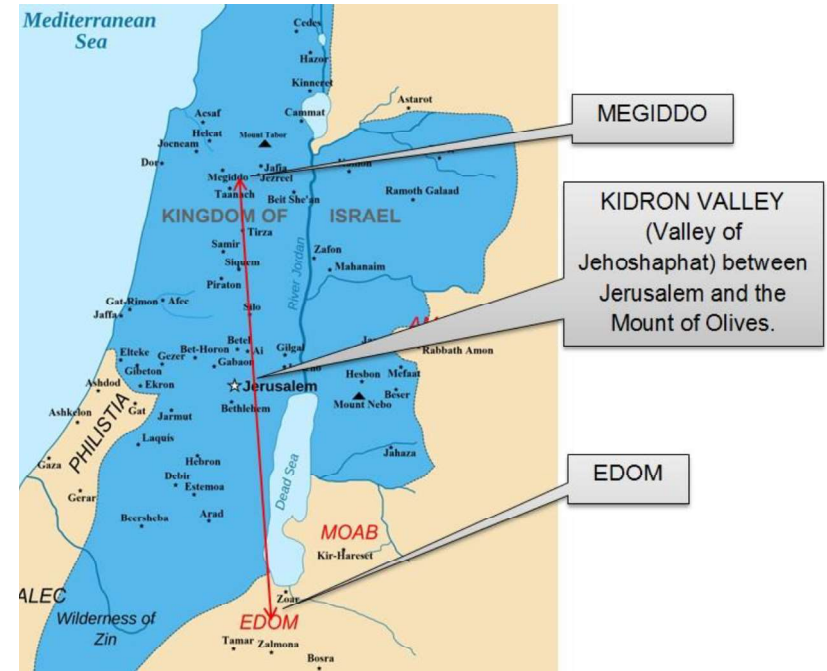 Mediterranean
Sea
Cedes
Hazor
Kinneret
Cammat
Astarot
MEGIDDO
Acsaf
Helcat
Mount Tabor
Jocneam
Dor
Jafia
Megiddo
Jezreel
Taanach
Beit She'an
Ramoth Galaad
KINGDOM OF ISRAEL
KIDRON VALLEY
(Valley of
Jehoshaphat) between
Jerusalem and the
Mount of Olives.
Tirza
Samir
Siquem
Zafon
Mahanaim
Piraton
River Jordan
Silo
Gat-Rimon
Afec
Jaffa
Rabbath Amon
Betel
Ai
Gilgal
Bet-Horon
Gabaon
Elteke
Gezer
Gibeton
Ekron
Hesbon
Mefaat
Jerusalem
Beser
Mount Nebo
Bethlehem
Ashdod
Ashkelon
Gat
Jarmut
PHILISTIA
Laquis
Jahaza
Hebron
Gaza
Debir
Estemoa
Dead Sea
EDOM
Gerar
Beersheba
Arad
MOAB
Kir-Hareset
Zoar
ALEC
Wilderness of
Zin
EDOM
Tamar
Zalmona
Bosra